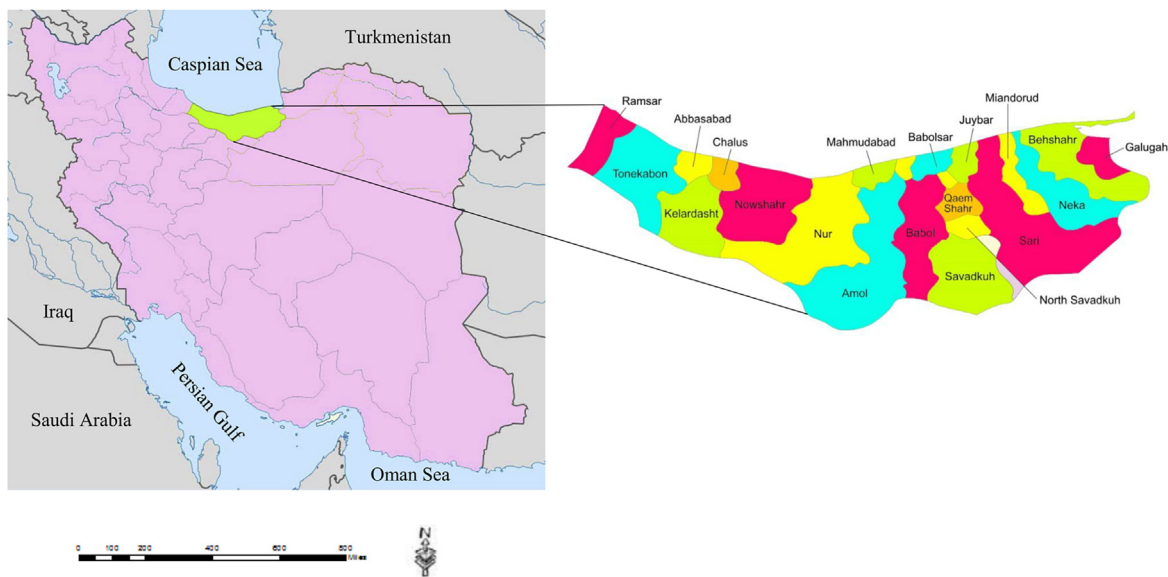 Turkmenistan
Caspian Sea
Iraq
Persian Gulf
Saudi Arabia
Oman Sea
Ramsar
Abbasabad
Chalus
Mahmudabad
Babolsar
Juybar
Miandorud
Behshahr
Galugah
Tonekabon
Kelardasht
Nowshahr
Nur
Amol
Babol
Qaem
Shahr
Sari
Neka
Savadkuh
North Savadkuh
N
0 100 200 400 600 800
Miles